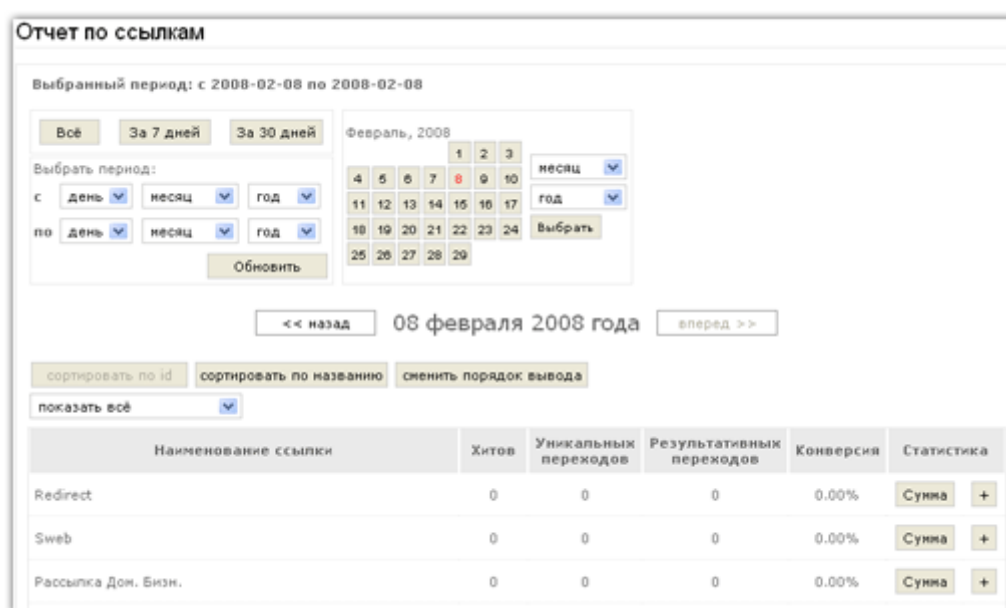 Отчет по ссылкам
Выбранный период: с 2008-02-08 по 2008-02-08
Всё За 7 дней За 30 дней
Выбрать период:
с день месяц год
по день месяц год
Обновить
Февраль, 2008
1 2 3
4 5 6 7 8 9 10
11 12 13 14 15 16 17
18 19 20 21 22 23 24
25 26 27 28 29
месяц
год
Выбрать
<< назад 08 февраля 2008 года вперед >>
сортировать по id сортировать по названию сменить порядок вывода
показать всё
Наименование ссылки Хитов Уникальных переходов Результативных переходов Конверсия Статистика
Redirect 0 0 0 0.00% Сумма +
Sweb 0 0 0 0.00% Сумма +
Рассылка Дом. Бизн. 0 0 0 0.00% Сумма +